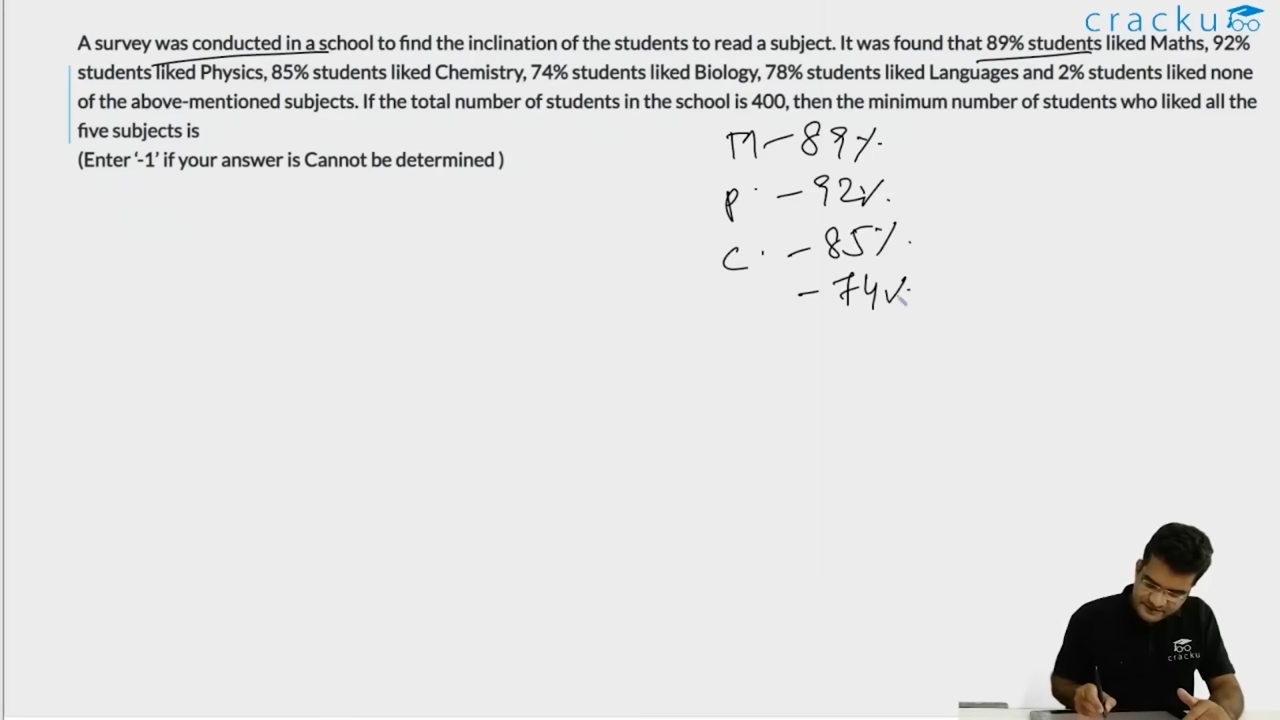 cracku
A survey was conducted in a school to find the inclination of the students to read a subject. It was found that 89% students liked Maths, 92%
students liked Physics, 85% students liked Chemistry, 74% students liked Biology, 78% students liked Languages and 2% students liked none
of the above-mentioned subjects. If the total number of students in the school is 400, then the minimum number of students who liked all the
five subjects is
(Enter ‘-1’ if your answer is Cannot be determined )
M - 89%.
P. - 92%.
C. - 85%.
- 74%.
cracku